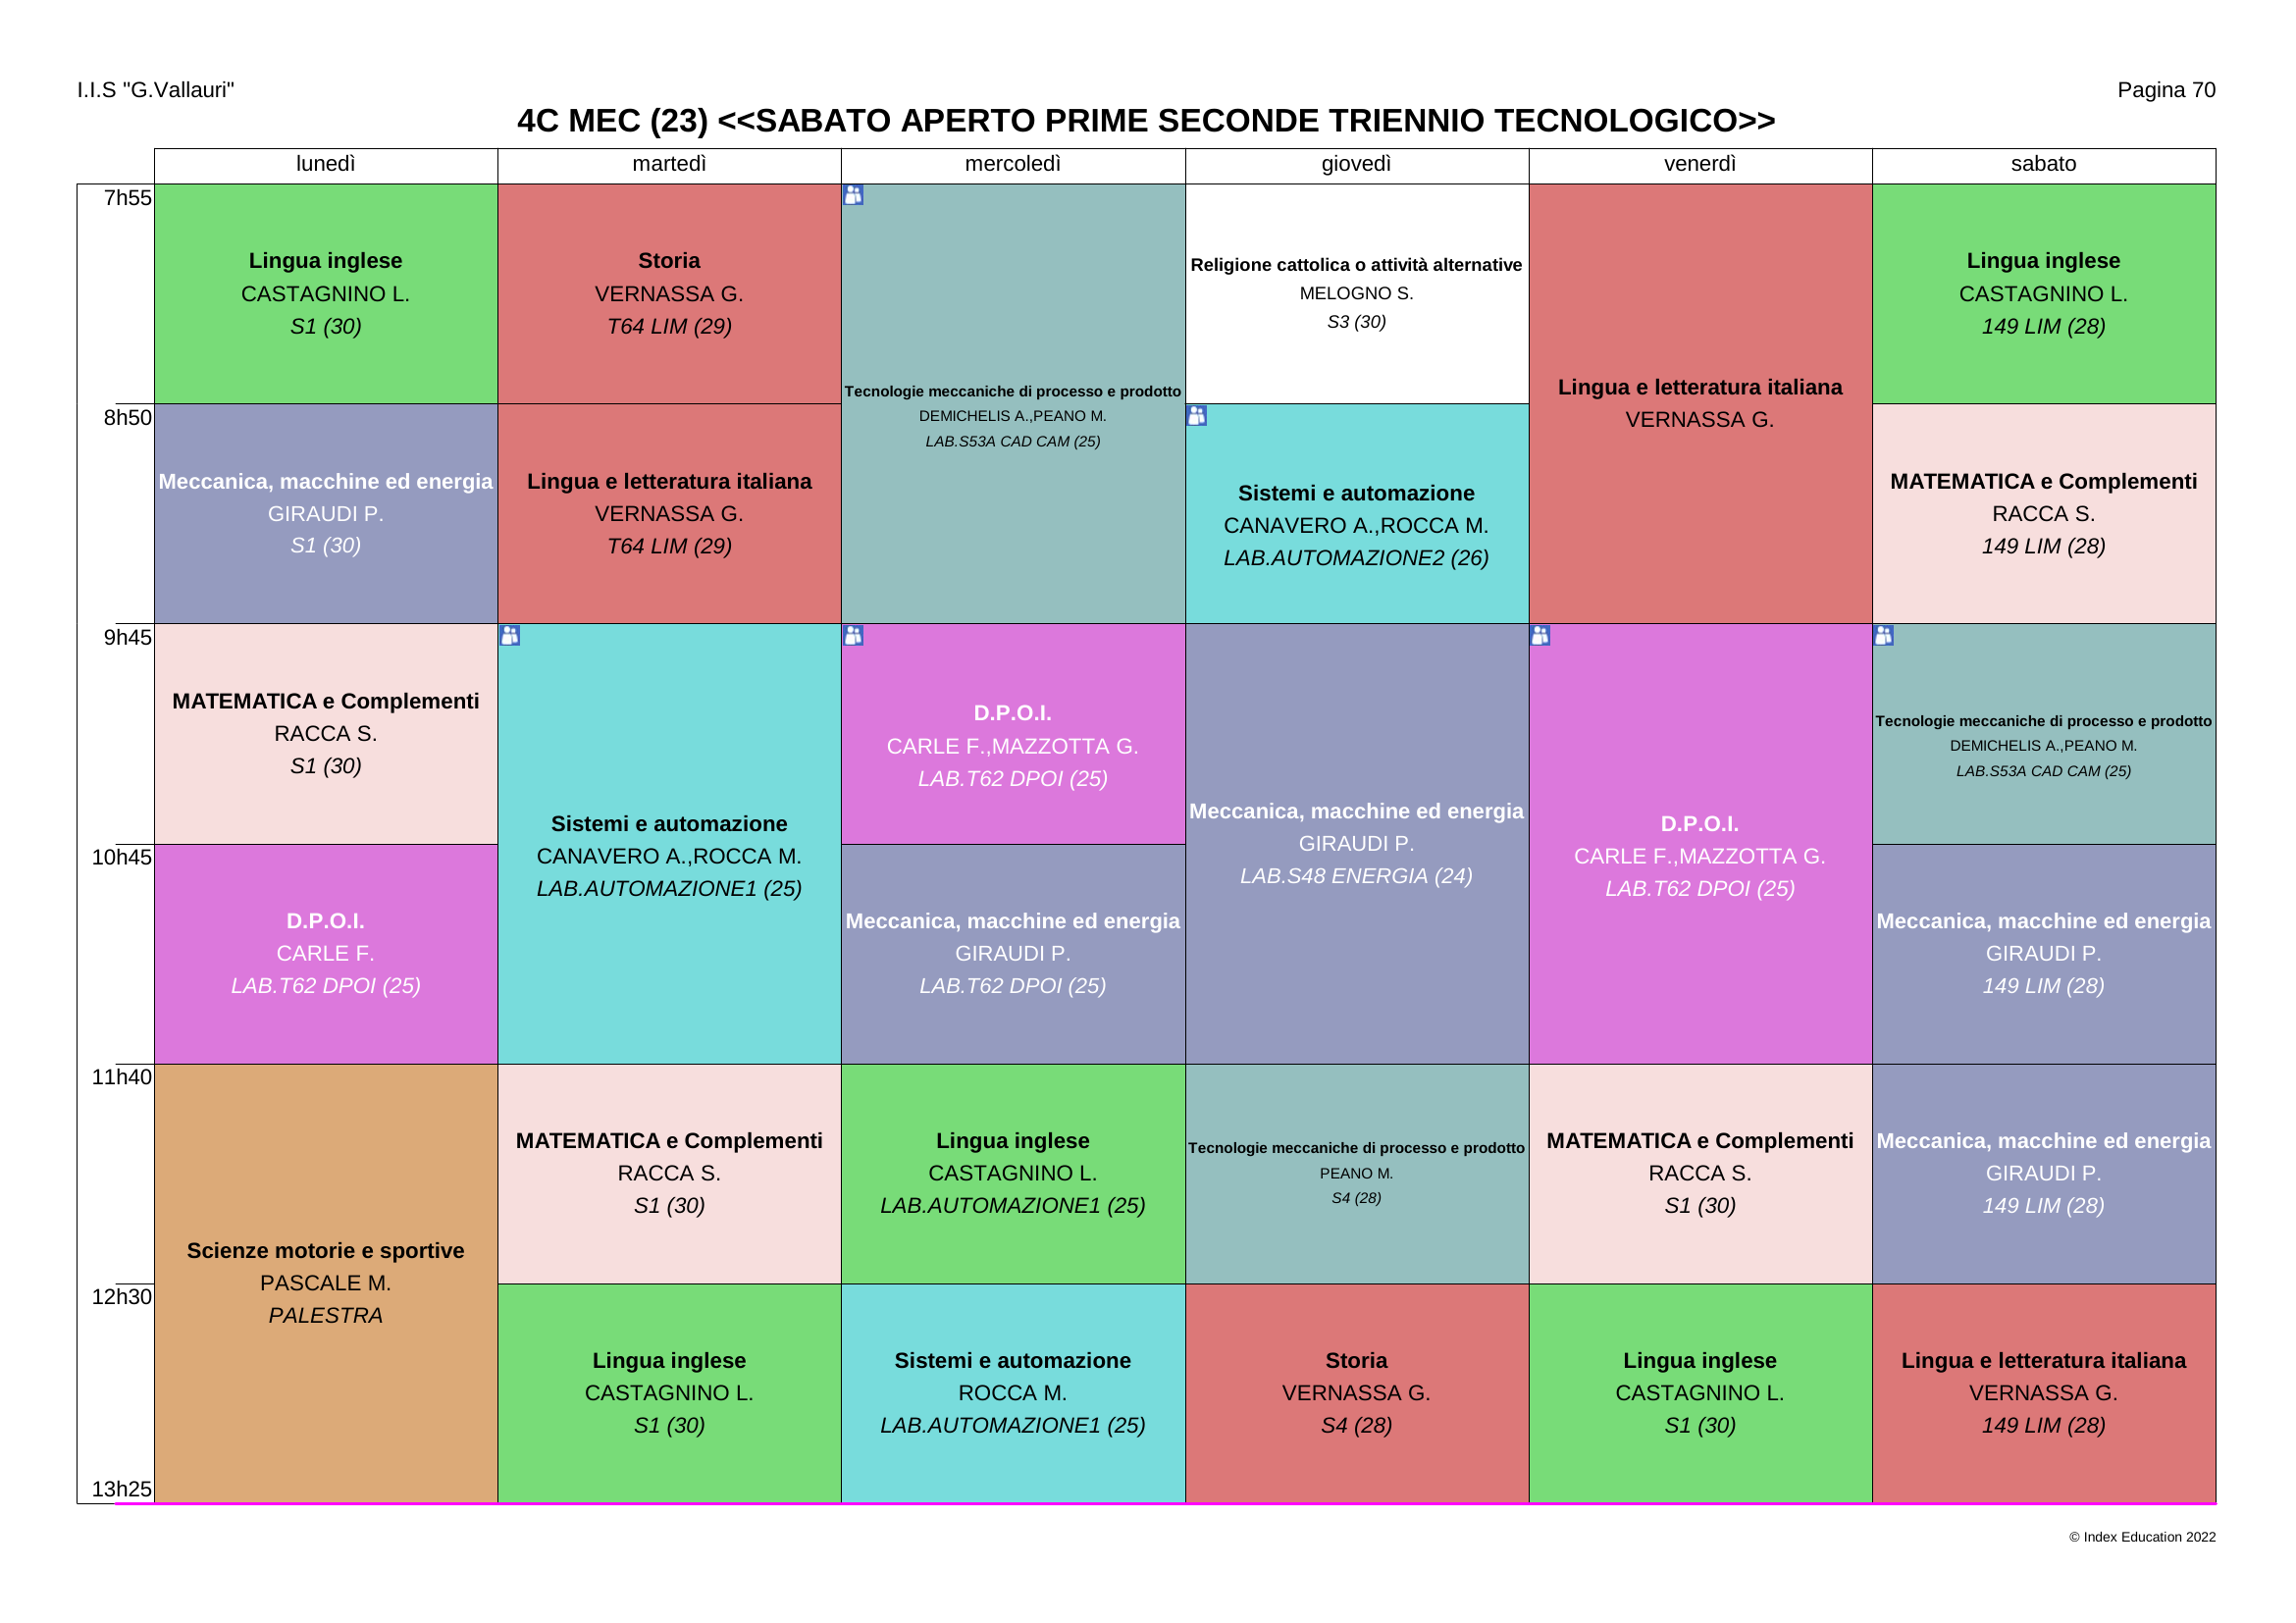 I.I.S "G.Vallauri"
Pagina 70
4C MEC (23) <<SABATO APERTO PRIME SECONDE TRIENNIO TECNOLOGICO>>
lunedì
martedì
mercoledì
giovedì
venerdì
sabato
7h55
8h50
9h45
10h45
11h40
12h30
13h25
Lingua inglese
CASTAGNINO L.
S1 (30)
Meccanica, macchine ed energia
GIRAUDI P.
S1 (30)
MATEMATICA e Complementi
RACCA S.
S1 (30)
D.P.O.I.
CARLE F.
LAB.T62 DPOI (25)
Scienze motorie e sportive
PASCALE M.
PALESTRA
Storia
VERNASSA G.
T64 LIM (29)
Lingua e letteratura italiana
VERNASSA G.
T64 LIM (29)
Sistemi e automazione
CANAVERO A.,ROCCA M.
LAB.AUTOMAZIONE1 (25)
MATEMATICA e Complementi
RACCA S.
S1 (30)
Lingua inglese
CASTAGNINO L.
S1 (30)
Tecnologie meccaniche di processo e prodotto
DEMICHELIS A.,PEANO M.
LAB.S53A CAD CAM (25)
D.P.O.I.
CARLE F.,MAZZOTTA G.
LAB.T62 DPOI (25)
Meccanica, macchine ed energia
GIRAUDI P.
LAB.T62 DPOI (25)
Lingua inglese
CASTAGNINO L.
LAB.AUTOMAZIONE1 (25)
Sistemi e automazione
ROCCA M.
LAB.AUTOMAZIONE1 (25)
Religione cattolica o attività alternative
MELOGNO S.
S3 (30)
Sistemi e automazione
CANAVERO A.,ROCCA M.
LAB.AUTOMAZIONE2 (26)
Meccanica, macchine ed energia
GIRAUDI P.
LAB.S48 ENERGIA (24)
Tecnologie meccaniche di processo e prodotto
PEANO M.
S4 (28)
Storia
VERNASSA G.
S4 (28)
Lingua e letteratura italiana
VERNASSA G.
D.P.O.I.
CARLE F.,MAZZOTTA G.
LAB.T62 DPOI (25)
MATEMATICA e Complementi
RACCA S.
S1 (30)
Lingua inglese
CASTAGNINO L.
S1 (30)
Lingua inglese
CASTAGNINO L.
149 LIM (28)
MATEMATICA e Complementi
RACCA S.
149 LIM (28)
Tecnologie meccaniche di processo e prodotto
DEMICHELIS A.,PEANO M.
LAB.S53A CAD CAM (25)
Meccanica, macchine ed energia
GIRAUDI P.
149 LIM (28)
Meccanica, macchine ed energia
GIRAUDI P.
149 LIM (28)
Lingua e letteratura italiana
VERNASSA G.
149 LIM (28)
© Index Education 2022